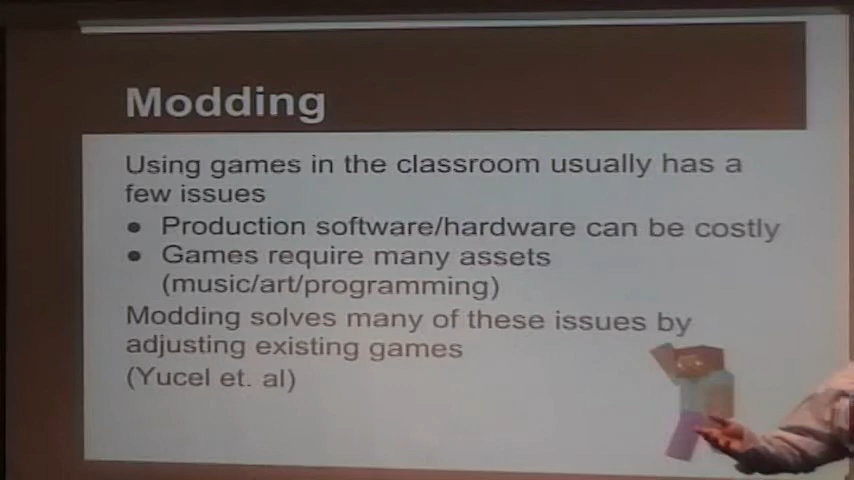 Modding
Using games in the classroom usually has a
few issues
● Production software/hardware can be costly
● Games require many assets
(music/art/programming)
Modding solves many of these issues by
adjusting existing games
(Yucel et. al)